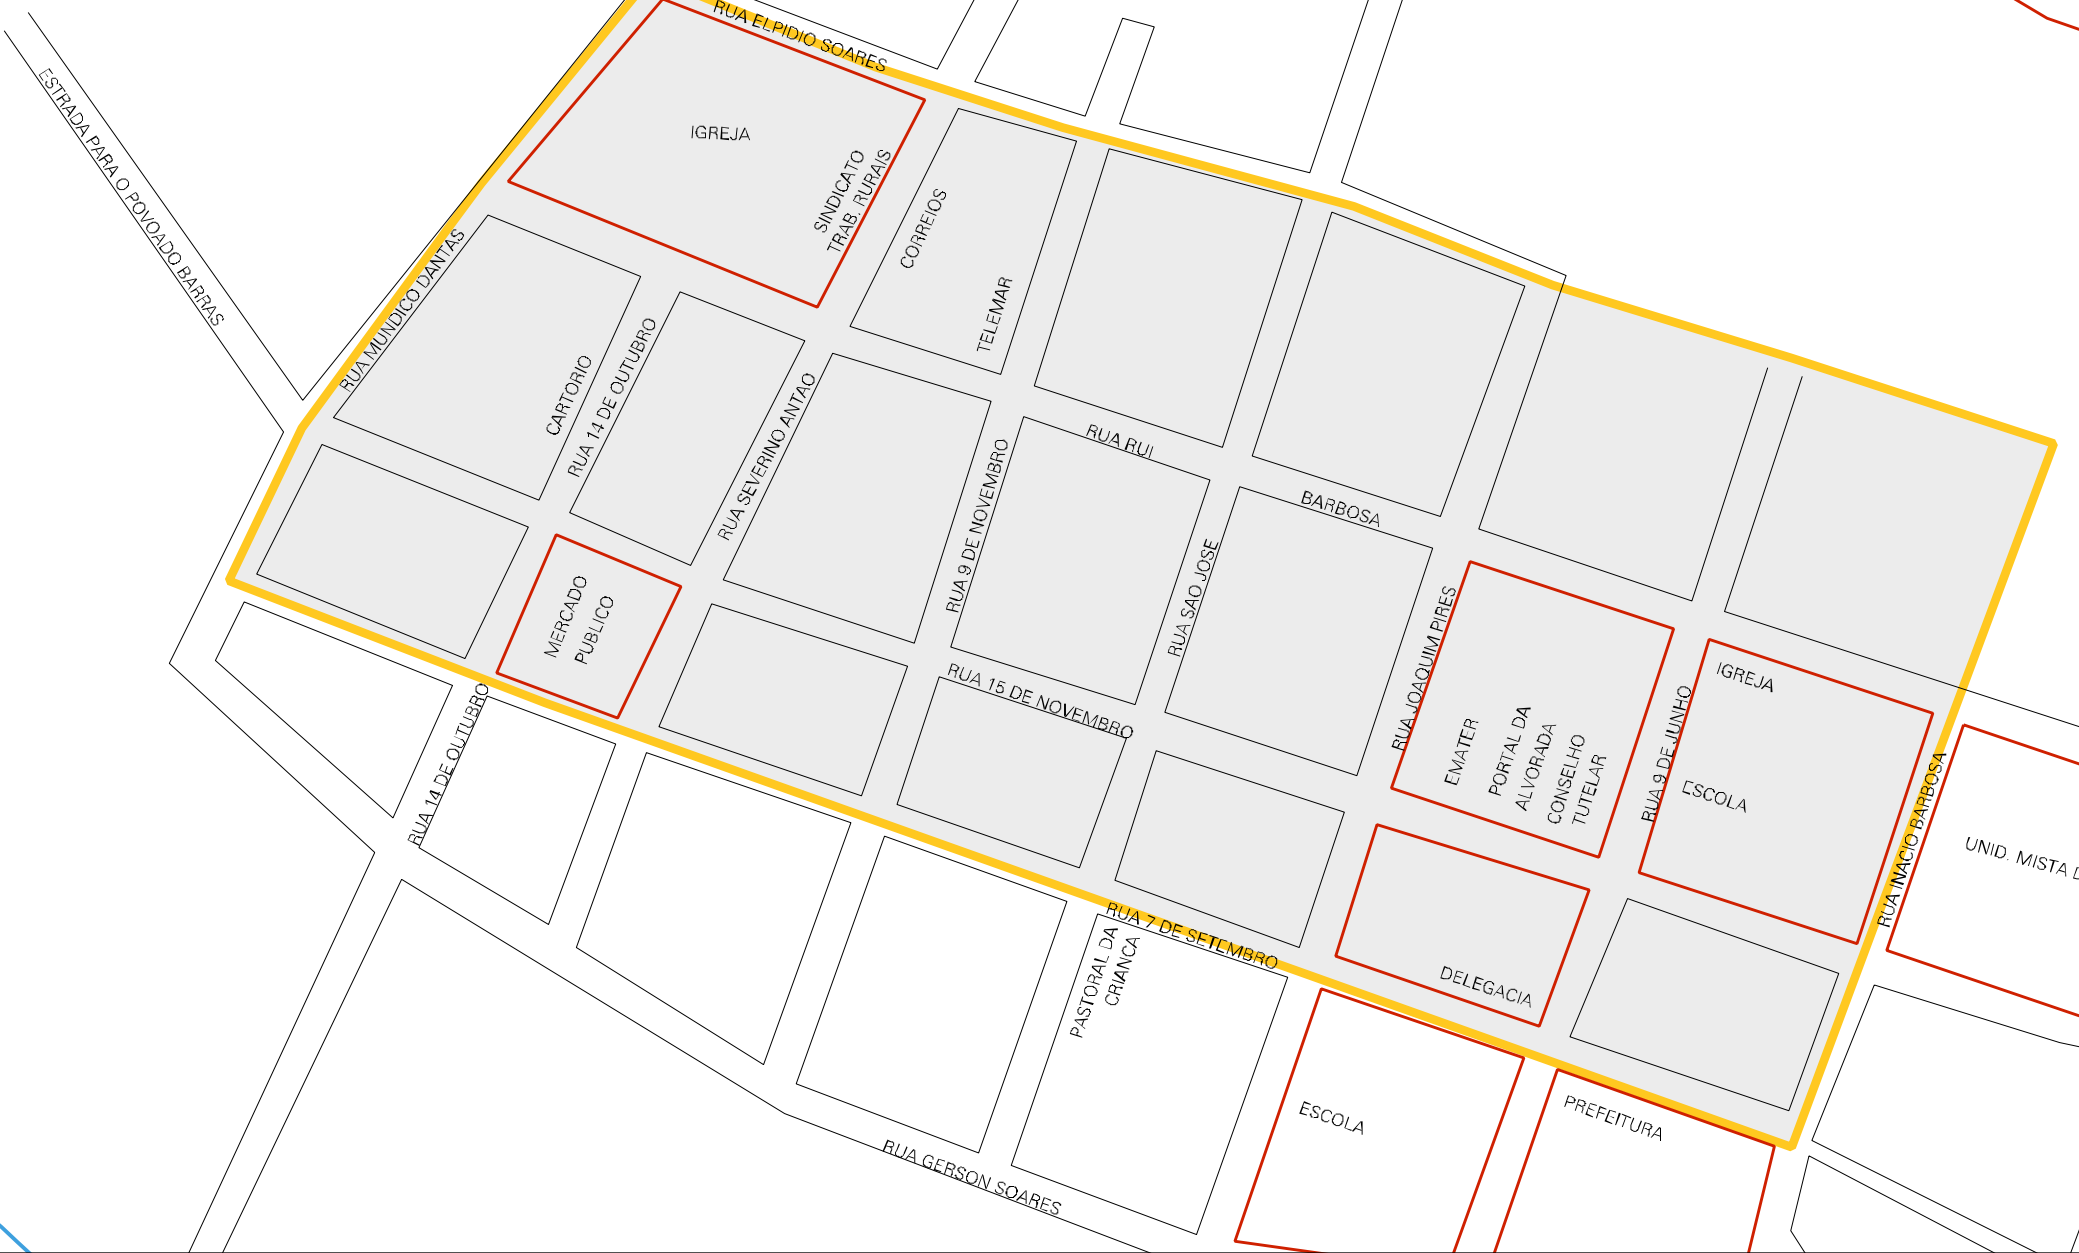 RUA ELPIDIO SOARES
ESTRADA PARA O POVOADO BARRAS
IGREJA
SINDICATO
TRAB. RURAIS
CORREIOS
TELEMAR
RUA MUNDICO DANTAS
CARTORIO
RUA 14 DE OUTUBRO
RUA SEVERINO ANTAO
RUA 9 DE NOVEMBRO
RUA RUI
BARBOSA
MERCADO
PUBLICO
RUA SAO JOSE
RUA JOAQUIM PIRES
RUA 15 DE NOVEMBRO
IGREJA
EMATER
PORTAL DA
ALVORADA
CONSELHO
TUTELAR
RUA 9 DE JUNHO
ESCOLA
RUA INACIO BARBOSA
UNID. MISTA
RUA 14 DE OUTUBRO
RUA 7 DE SETEMBRO
PASTORAL DA
CRIANCA
DELEGACIA
ESCOLA
PREFEITURA
RUA GERSON SOARES